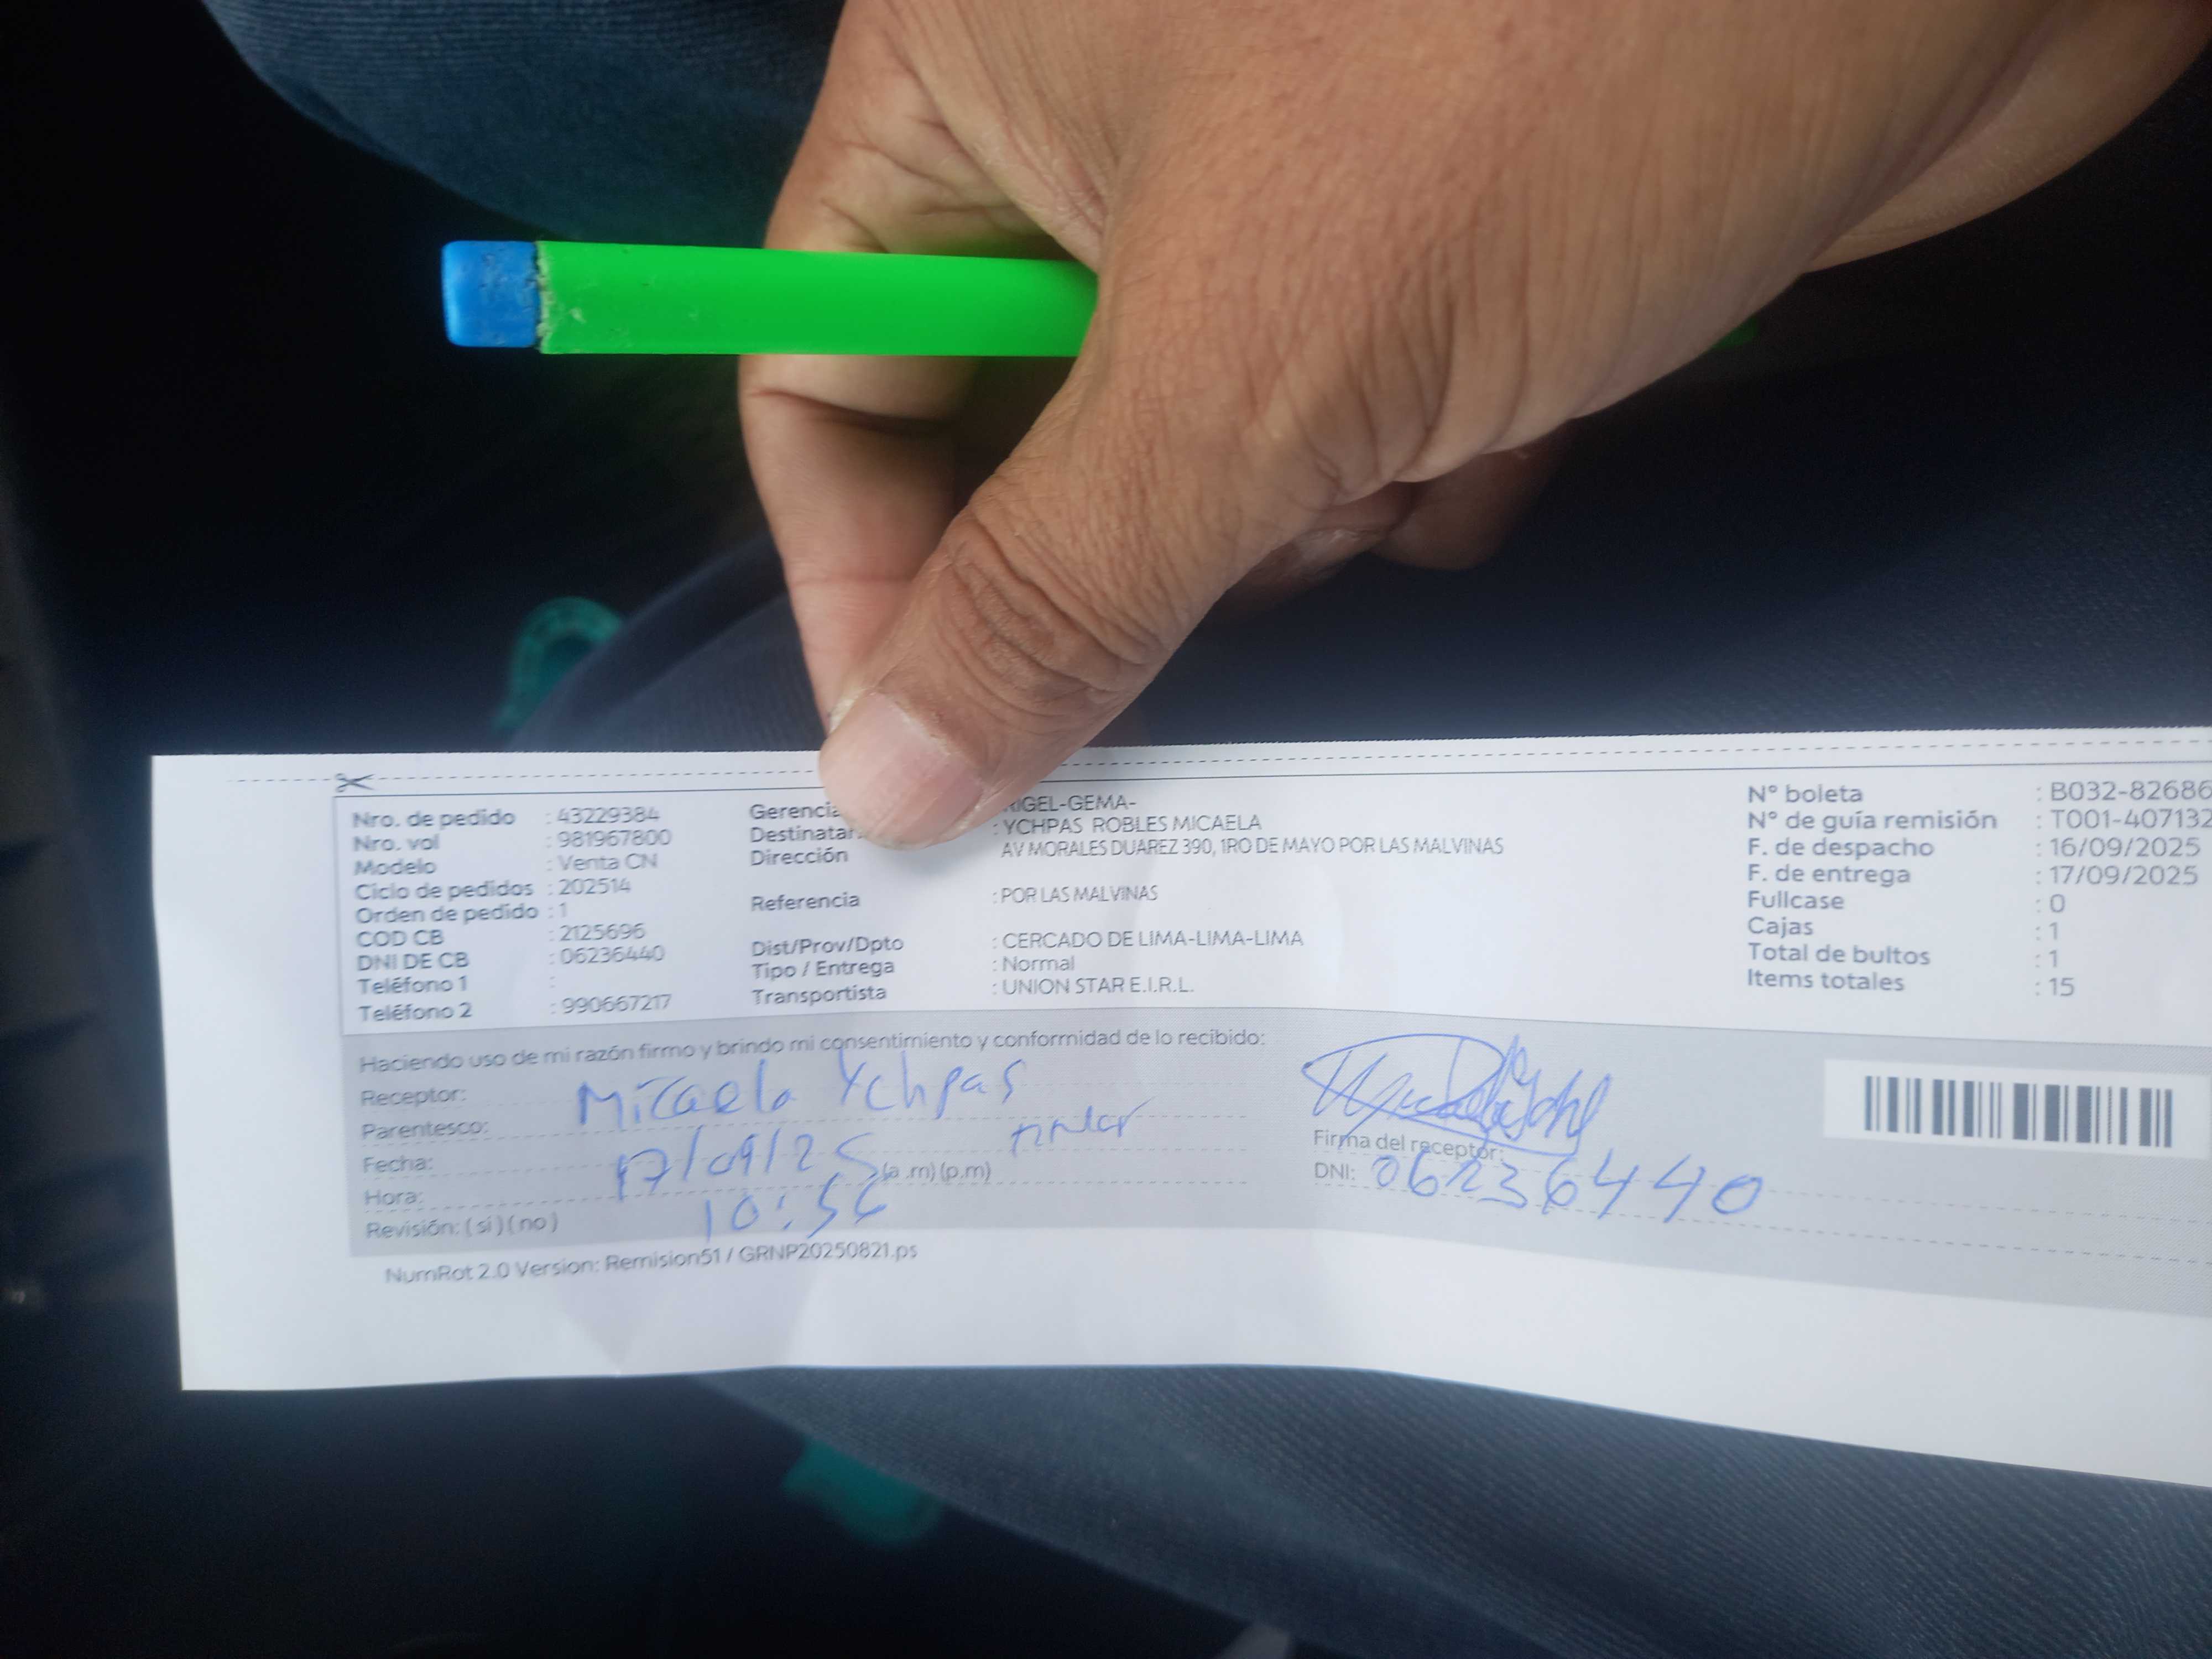 Nro. de pedido : 43229384
Nro. vol : 981967800
Modelo : Venta CN
Ciclo de pedidos : 202514
Orden de pedido : 1
COD CB : 2125696
DNI DE CB : 06236440
Teléfono 1 :
Teléfono 2 : 990667217
Gerencia RIGEL-GEMA-
Destinatar : YCHPAS ROBLES MICAELA
Dirección AV MORALES DUAREZ 390, 1RO DE MAYO POR LAS MALVINAS
Referencia : POR LAS MALVINAS
Dist/Prov/Dpto : CERCADO DE LIMA-LIMA-LIMA
Tipo / Entrega : Normal
Transportista : UNION STAR E.I.R.L.
N° boleta : B032-82686
N° de guía remisión : T001-407132
F. de despacho : 16/09/2025
F. de entrega : 17/09/2025
Fullcase : 0
Cajas : 1
Total de bultos : 1
Items totales : 15
Haciendo uso de mi razón firmo y brindo mi consentimiento y conformidad de lo recibido:
Receptor: Micaela Ychpas
Parentesco:
Fecha: 17/09/25
Hora: 10:56 (a.m) (p.m)
Revisión: ( si ) ( no )
Firma del receptor:
DNI: 06236440
NumRot 2.0 Version: Remision51 / GRNP20250821.ps